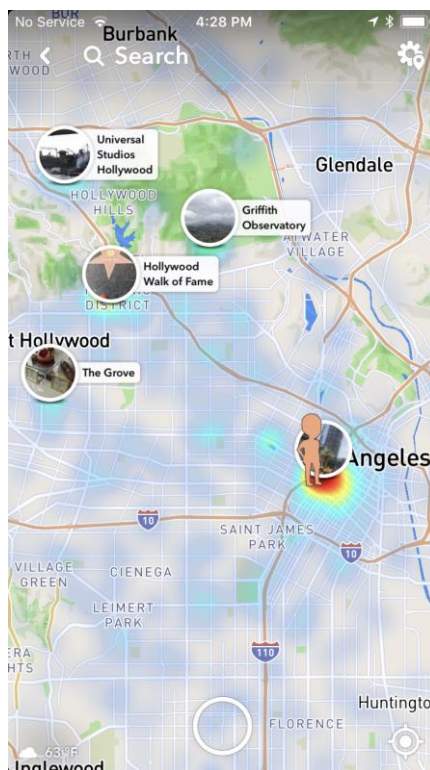 No Service
4:28 PM
BUR
Burbank
RTH
WOOD
Search
Universal
Studios
Hollywood
Glendale
HOLLYWOOD
HILLS
Griffith
Observatory
ATWATER
VILLAGE
Hollywood
Walk of Fame
DISTRICT
t Hollywood
The Grove
Angeles
10
SAINT JAMES
PARK
10
VILLAGE
GREEN
CIENEGA
LEIMERT
PARK
ERA
HTS
110
Huntingto
FLORENCE
63°F
Inglewood